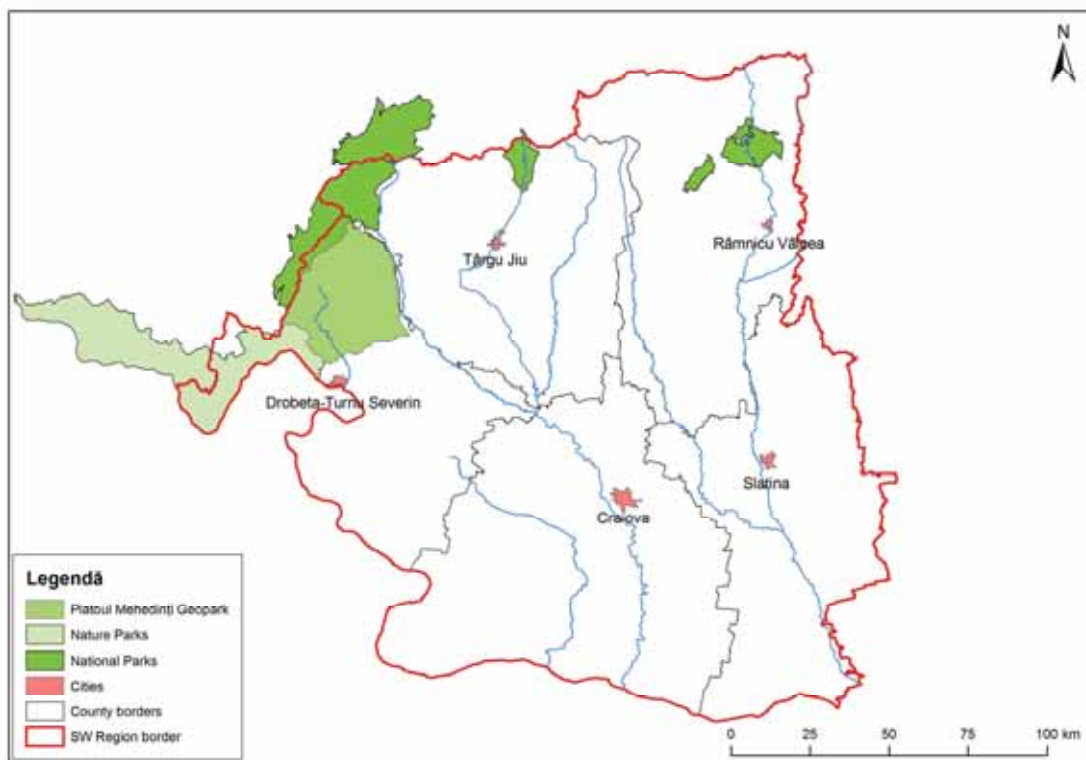 N
Târgu Jiu
Râmnicu Vâlcea
Drobeta-Turnu Severin
Slatina
Craiova
Legendă
Platoul Mehedinți Geopark
Nature Parks
National Parks
Cities
County borders
SW Region border
0 25 50 75 100 km